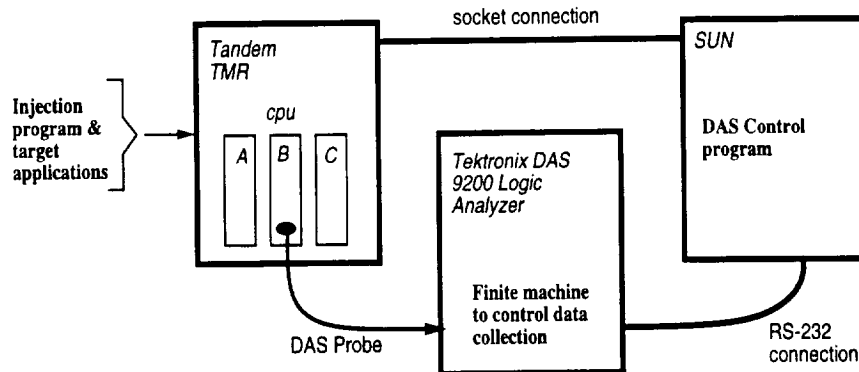 socket connection
Tandem
TMR
SUN
Injection
program &
target
applications
cpu
A
B
C
DAS Control
program
Tektronix DAS
9200 Logic
Analyzer
Finite machine
to control data
collection
DAS Probe
RS-232
connection